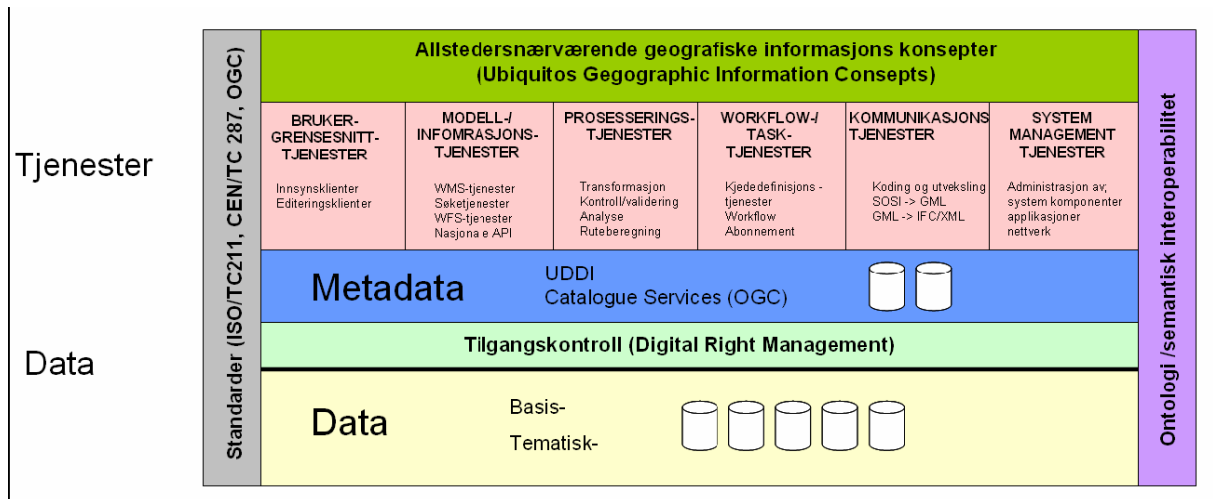 Allstedersnærværende geografiske informasjons konsepter
(Ubiquitos Gegographic Information Consepts)
Tjenester
Data
Standarder (ISO/TC211, CEN/TC 287, OGC)
BRUKER-
GRENSESNITT-
TJENESTER
Innsynsklienter
Editeringsklienter
MODELL-/
INFOMRASJONS-
TJENESTER
WMS-tjenester
Søketjenester
WFS-tjenester
Nasjona e API
PROSESSERINGS-
TJENESTER
Transformasjon
Kontroll/validering
Analyse
Ruteberegning
WORKFLOW-/
TASK-
TJENESTER
Kjededefinisjons -
tjenester
Workflow
Abonnement
KOMMUNIKASJONS
TJENESTER
Koding og utveksling
SOSI -> GML
GML -> IFC/XML
SYSTEM
MANAGEMENT
TJENESTER
Administrasjon av;
system komponenter
applikasjoner
nettverk
Metadata
UDDI
Catalogue Services (OGC)
Tilgangskontroll (Digital Right Management)
Data
Basis-
Tematisk-
Ontologi /semantisk interoperabilitet